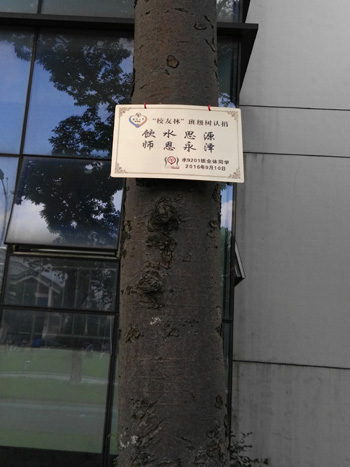 “校友林”班级树认捐
饮水思源
师恩永泽
水9201班全体同学
2016年9月10日